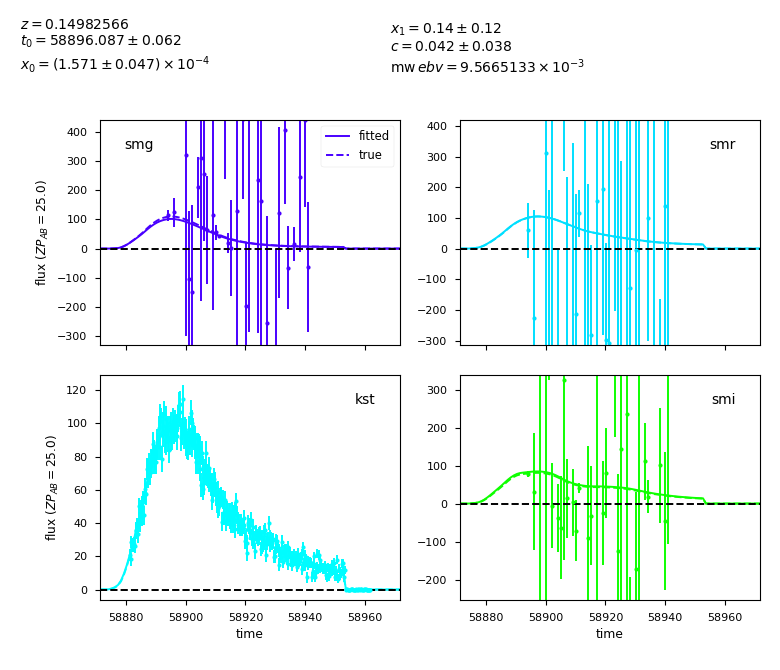 z = 0.14982566
t₀ = 58896.087 ± 0.062
x₀ = (1.571 ± 0.047) × 10⁻⁴
x₁ = 0.14 ± 0.12
c = 0.042 ± 0.038
mw ebv = 9.5665133 × 10⁻³
smg
fitted
true
flux (ZP_AB = 25.0)
400
300
200
100
0
−100
−200
−300
smr
400
300
200
100
0
−100
−200
−300
kst
flux (ZP_AB = 25.0)
120
100
80
60
40
20
0
58880 58900 58920 58940 58960
time
smi
300
200
100
0
−100
−200
58880 58900 58920 58940 58960
time